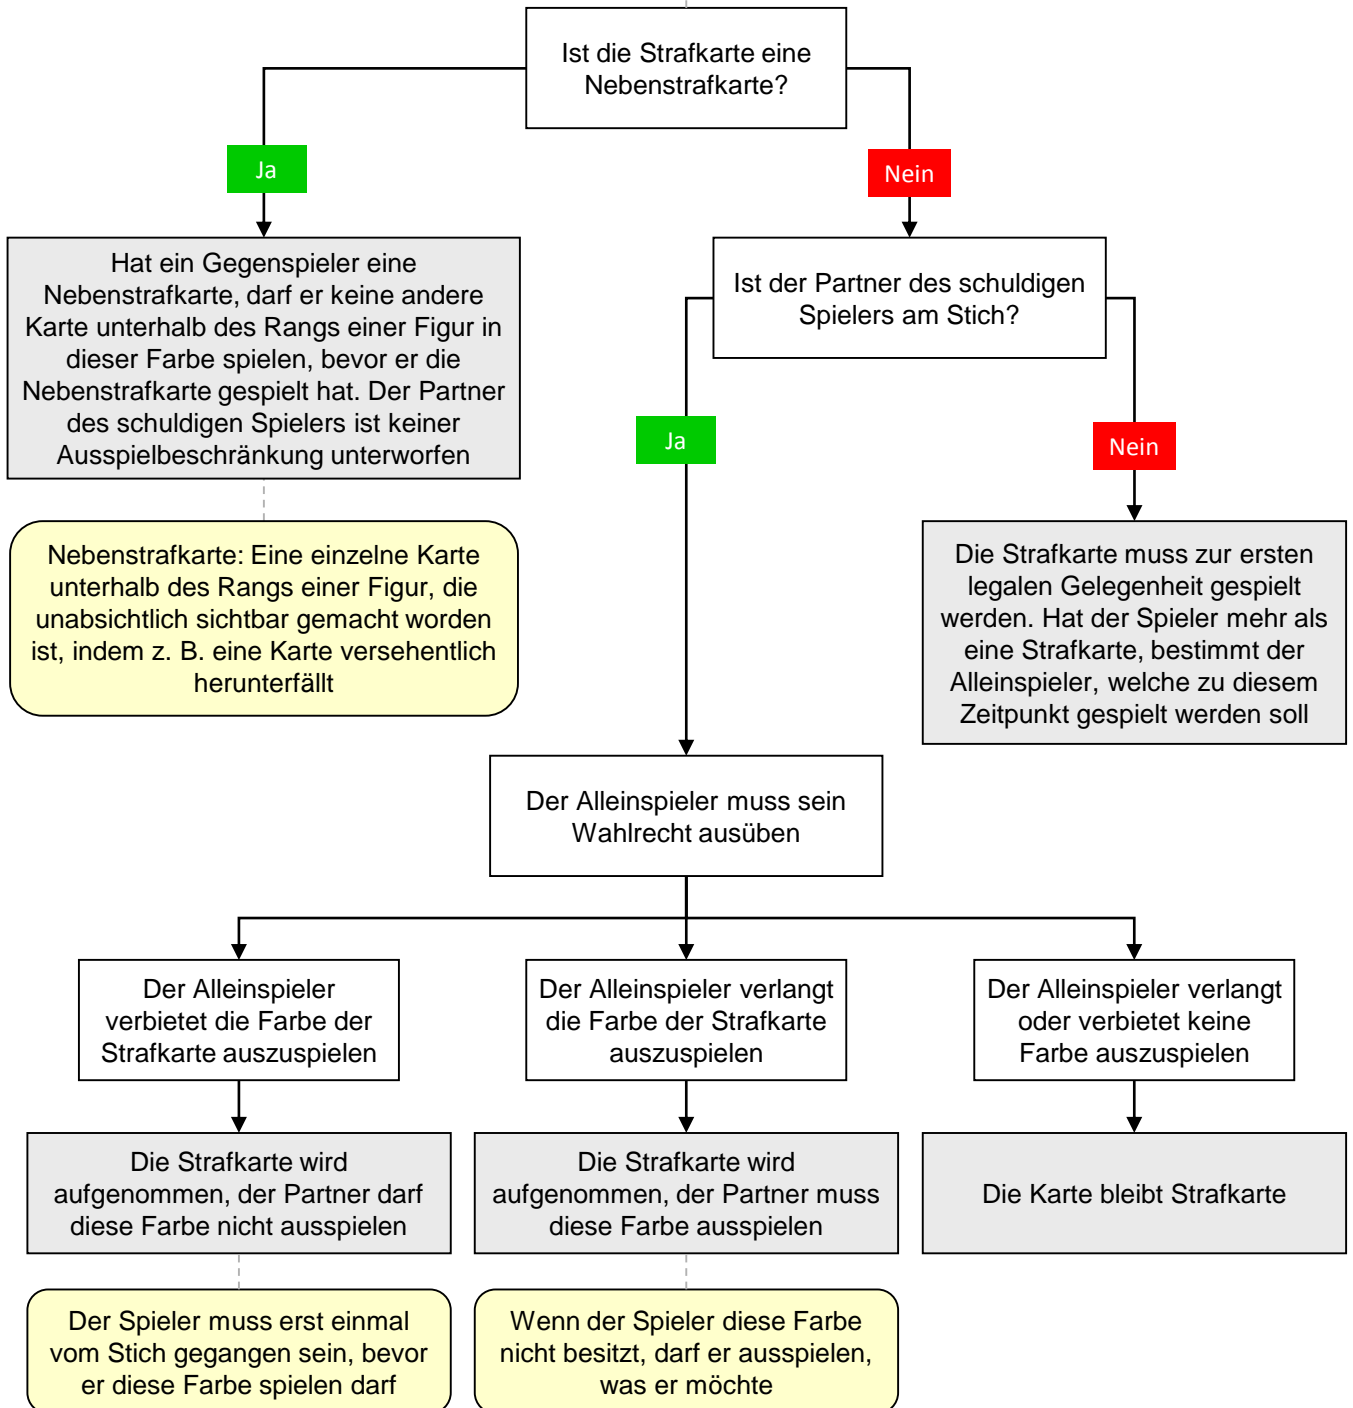 Ist die Strafkarte eine
Nebenstrafkarte?
Ja
Nein
Hat ein Gegenspieler eine
Nebenstrafkarte, darf er keine andere
Karte unterhalb des Rangs einer Figur in
dieser Farbe spielen, bevor er die
Nebenstrafkarte gespielt hat. Der Partner
des schuldigen Spielers ist keiner
Ausspielbeschränkung unterworfen
Ist der Partner des schuldigen
Spielers am Stich?
Ja
Nein
Nebenstrafkarte: Eine einzelne Karte
unterhalb des Rangs einer Figur, die
unabsichtlich sichtbar gemacht worden
ist, indem z. B. eine Karte versehentlich
herunterfällt
Die Strafkarte muss zur ersten
legalen Gelegenheit gespielt
werden. Hat der Spieler mehr als
eine Strafkarte, bestimmt der
Alleinspieler, welche zu diesem
Zeitpunkt gespielt werden soll
Der Alleinspieler muss sein
Wahlrecht ausüben
Der Alleinspieler
verbietet die Farbe der
Strafkarte auszuspielen
Der Alleinspieler verlangt
die Farbe der Strafkarte
auszuspielen
Der Alleinspieler verlangt
oder verbietet keine
Farbe auszuspielen
Die Strafkarte wird
aufgenommen, der Partner darf
diese Farbe nicht ausspielen
Die Strafkarte wird
aufgenommen, der Partner muss
diese Farbe ausspielen
Die Karte bleibt Strafkarte
Der Spieler muss erst einmal
vom Stich gegangen sein, bevor
er diese Farbe spielen darf
Wenn der Spieler diese Farbe
nicht besitzt, darf er ausspielen,
was er möchte